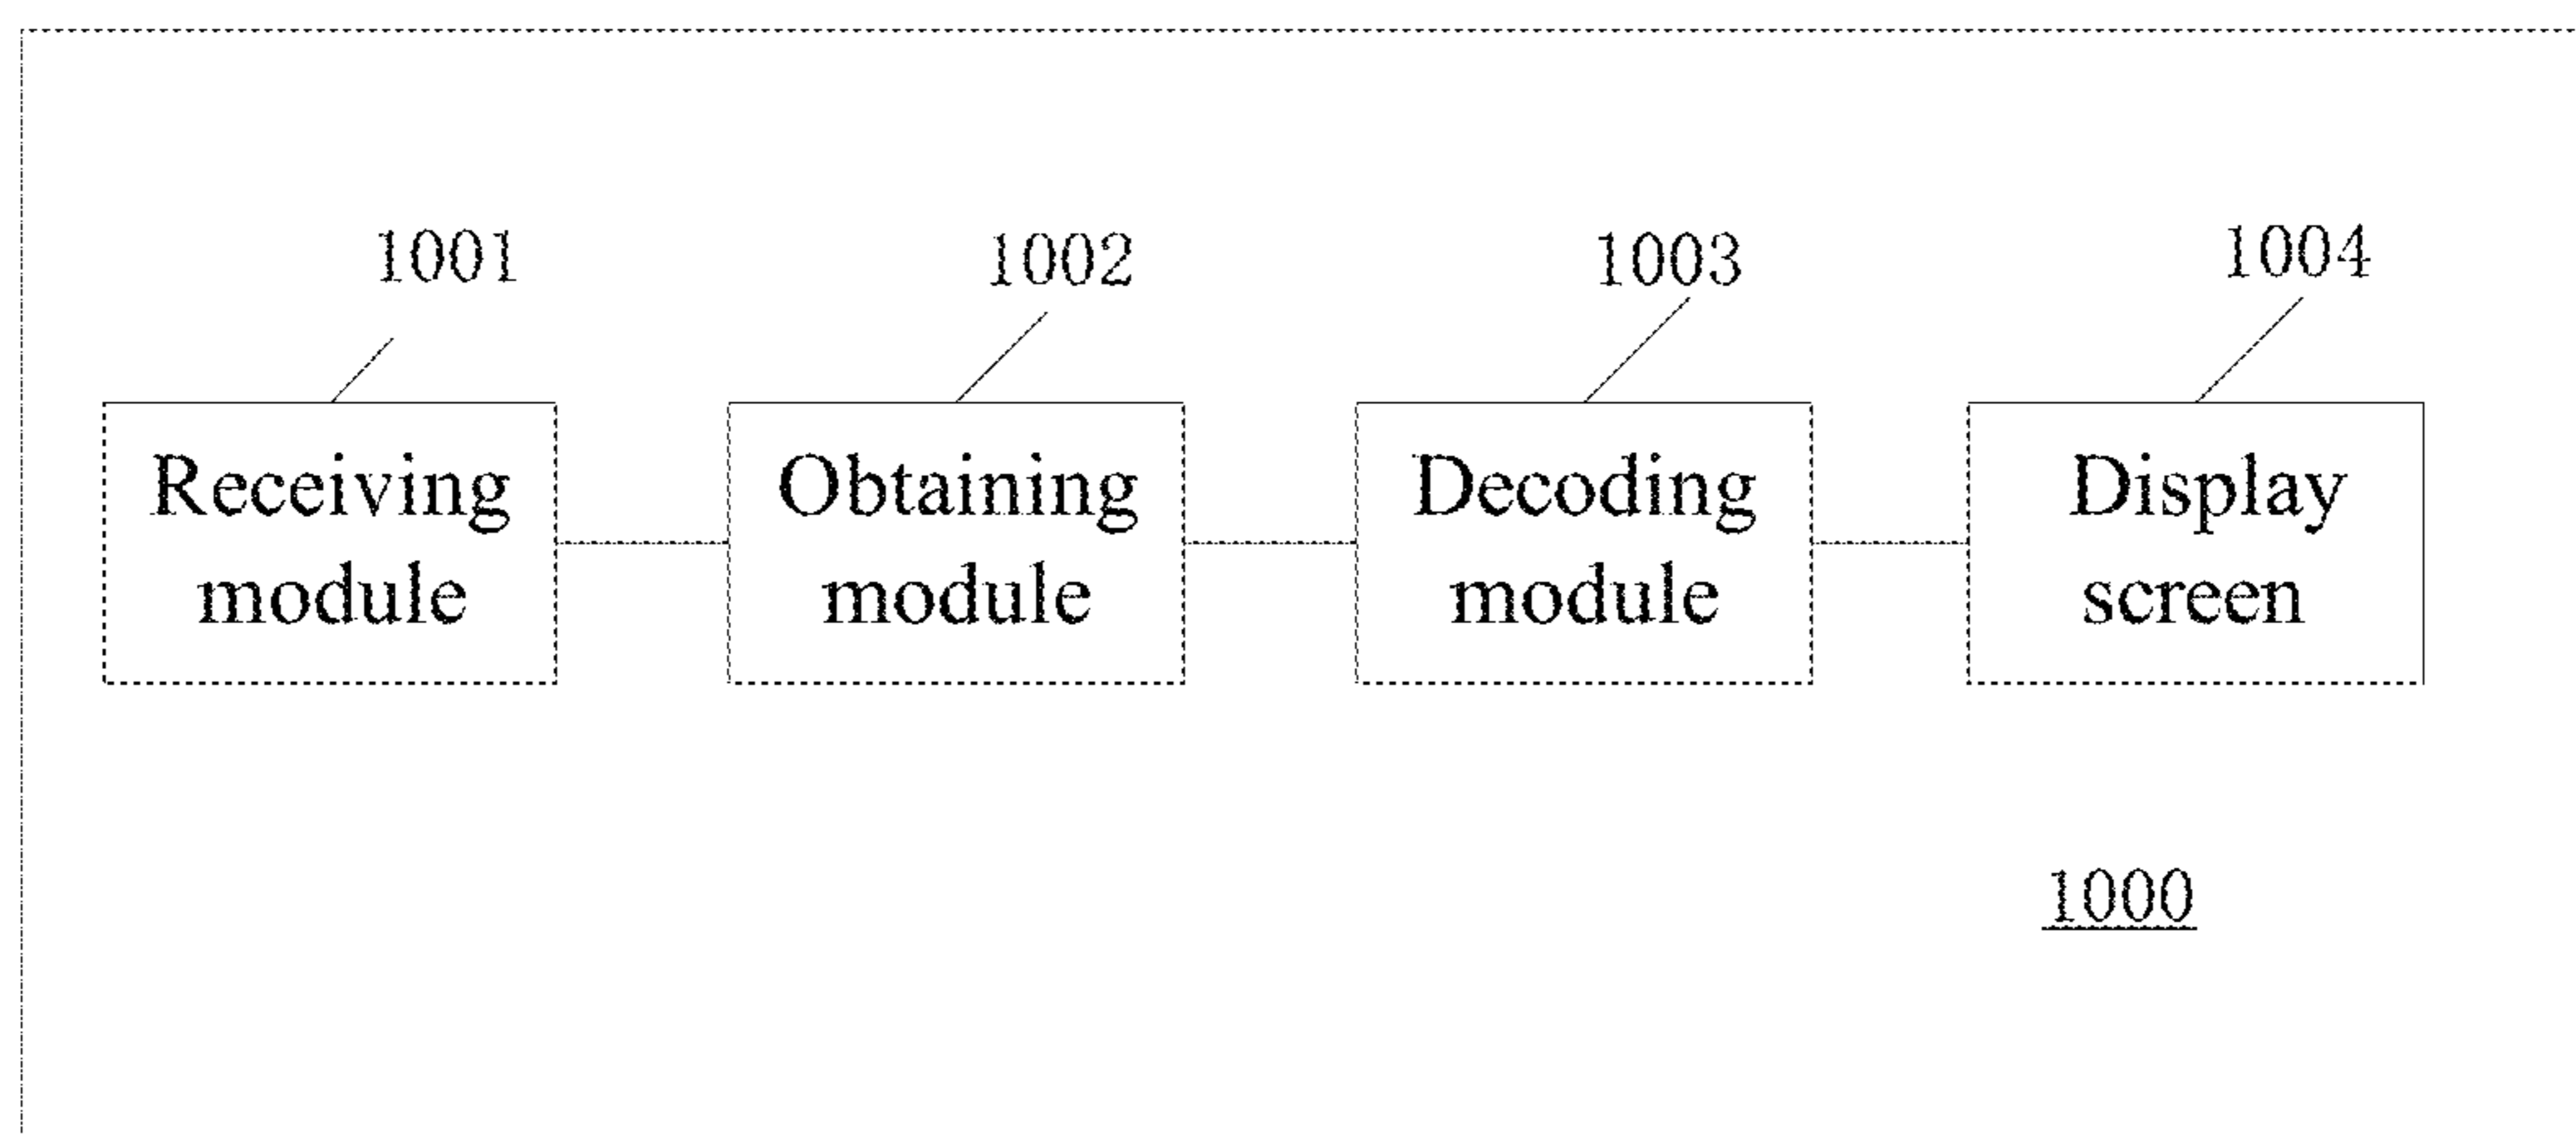 1001
1002
1003
1004
Receiving
module
Obtaining
module
Decoding
module
Display
screen
1000